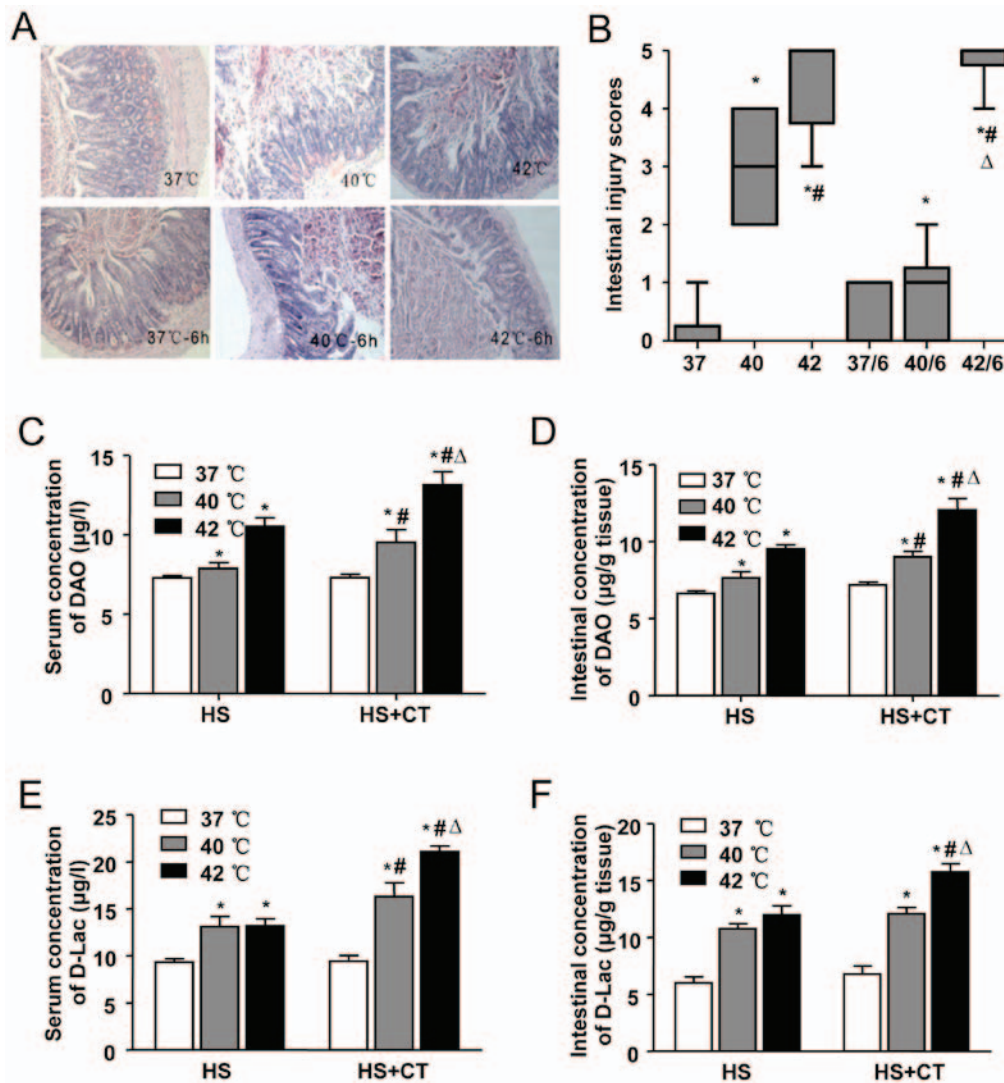 A
37℃
40℃
42℃
37℃-6h
40℃-6h
42℃-6h
B
Intestinal injury scores
5
4
3
2
1
0
*
*#
*
*#
Δ
37 40 42 37/6 40/6 42/6
C
Serum concentration
of DAO (μg/l)
15
10
5
0
37 ℃
40 ℃
42 ℃
* * *# *#Δ
HS HS+CT
D
Intestinal concentration
of DAO (μg/g tissue)
15
10
5
0
37 ℃
40 ℃
42 ℃
* * *# *#Δ
HS HS+CT
E
Serum concentration
of D-Lac (μg/l)
25
20
15
10
5
0
37 ℃
40 ℃
42 ℃
* * *# *#Δ
HS HS+CT
F
Intestinal concentration
of D-Lac (μg/g tissue)
20
15
10
5
0
37 ℃
40 ℃
42 ℃
* * * *#Δ
HS HS+CT